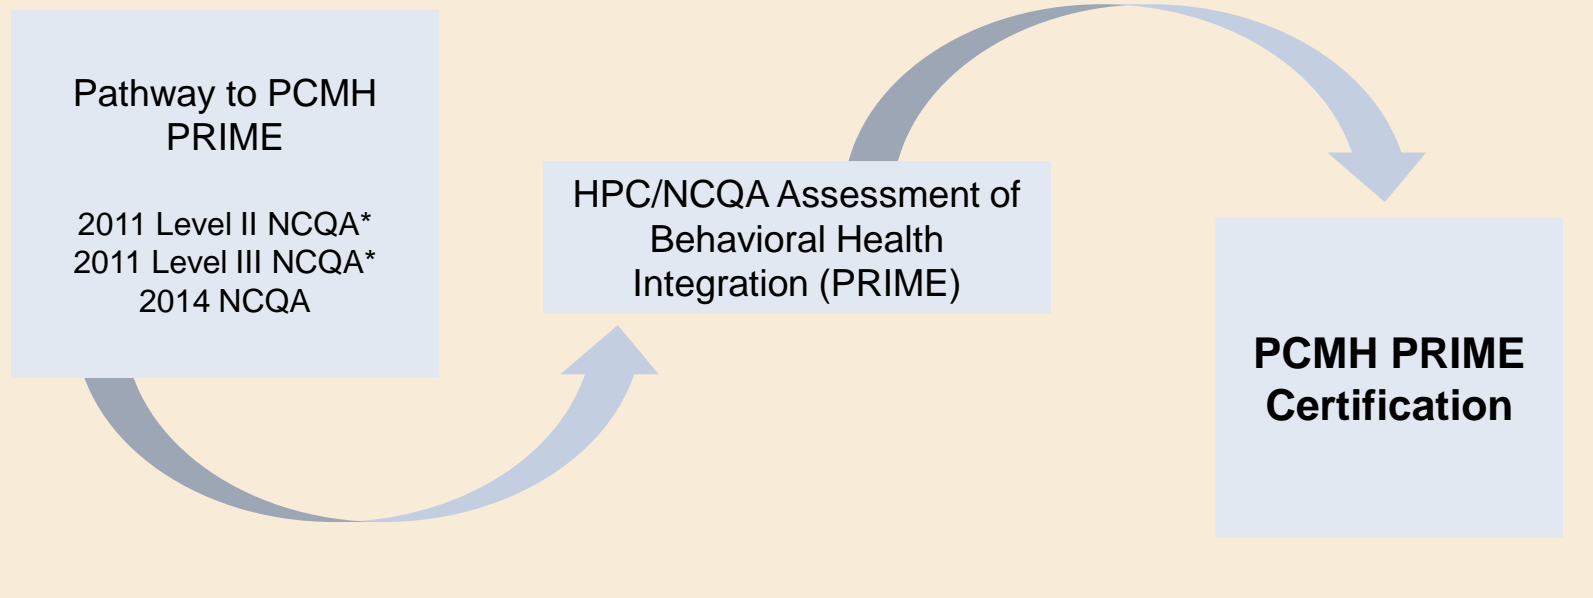 Pathway to PCMH
PRIME
2011 Level II NCQA*
2011 Level III NCQA*
2014 NCQA
HPC/NCQA Assessment of
Behavioral Health
Integration (PRIME)
PCMH PRIME
Certification